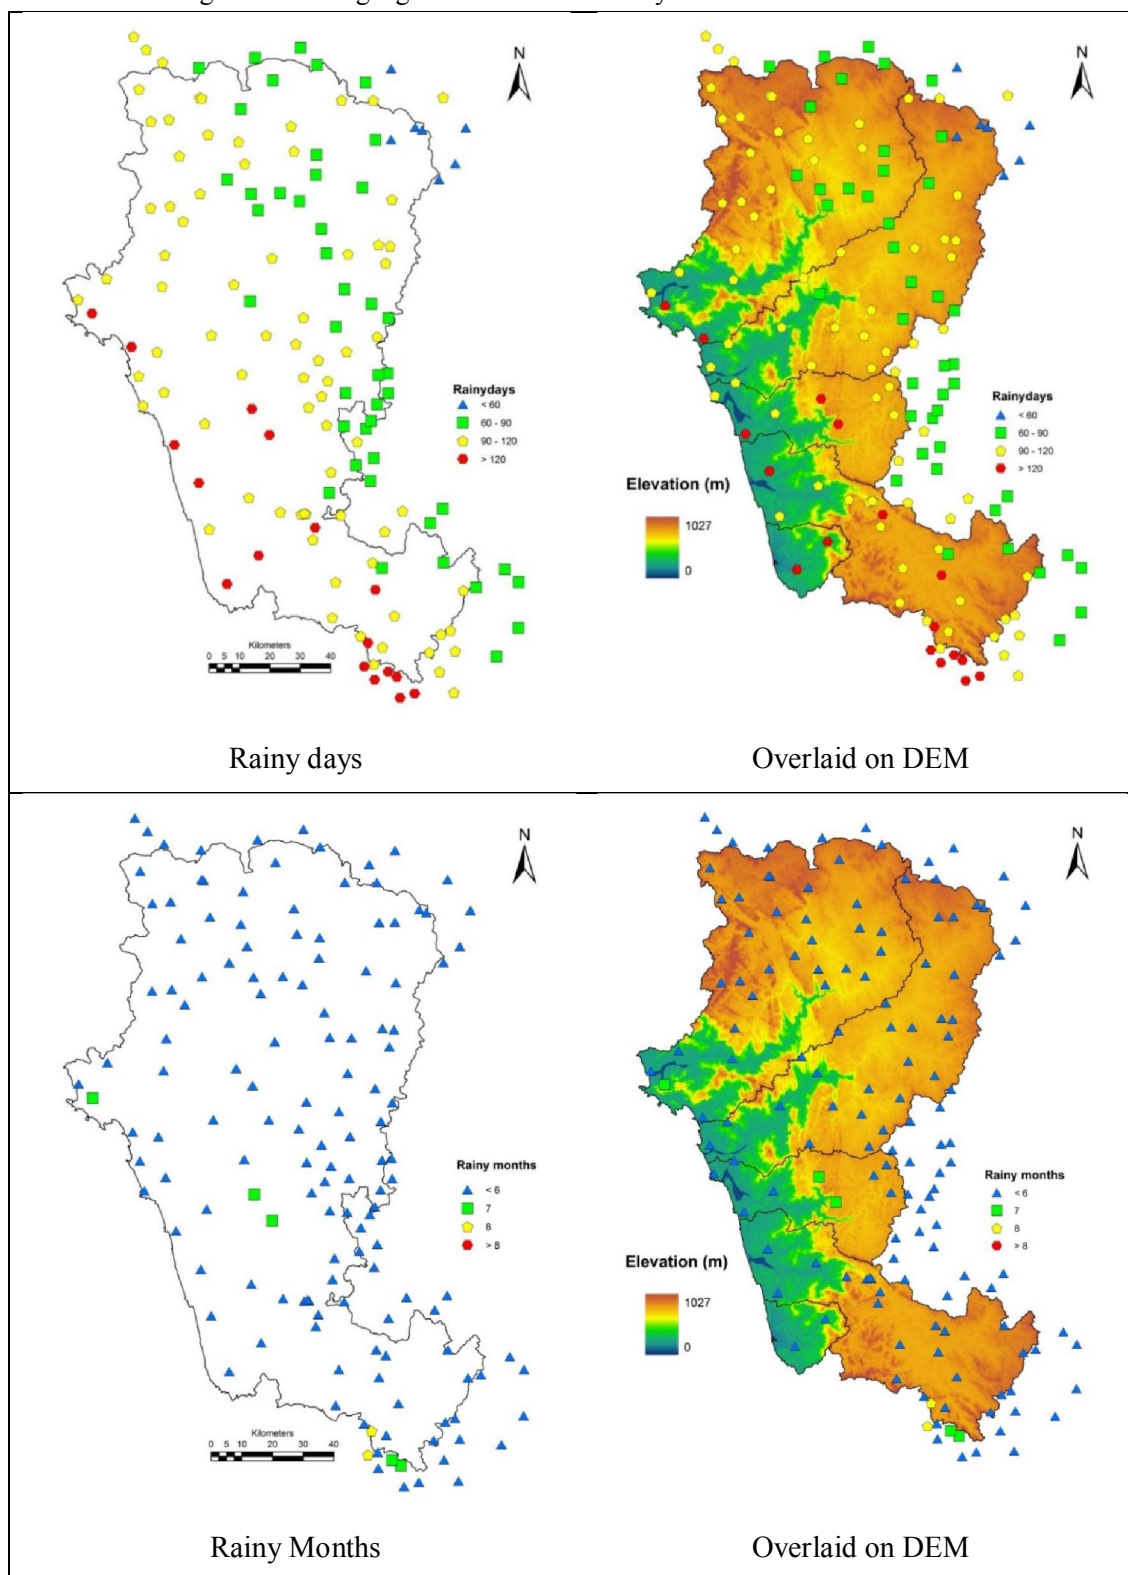 N
Rainydays
< 60
60 - 90
90 - 120
> 120
Kilometers
0 5 10 20 30 40
Rainy days
N
Rainydays
< 60
60 - 90
90 - 120
> 120
Elevation (m)
1027
0
Overlaid on DEM
N
Rainy months
< 6
7
8
> 8
Kilometers
0 5 10 20 30 40
Rainy Months
N
Rainy months
< 6
7
8
> 8
Elevation (m)
1027
0
Overlaid on DEM